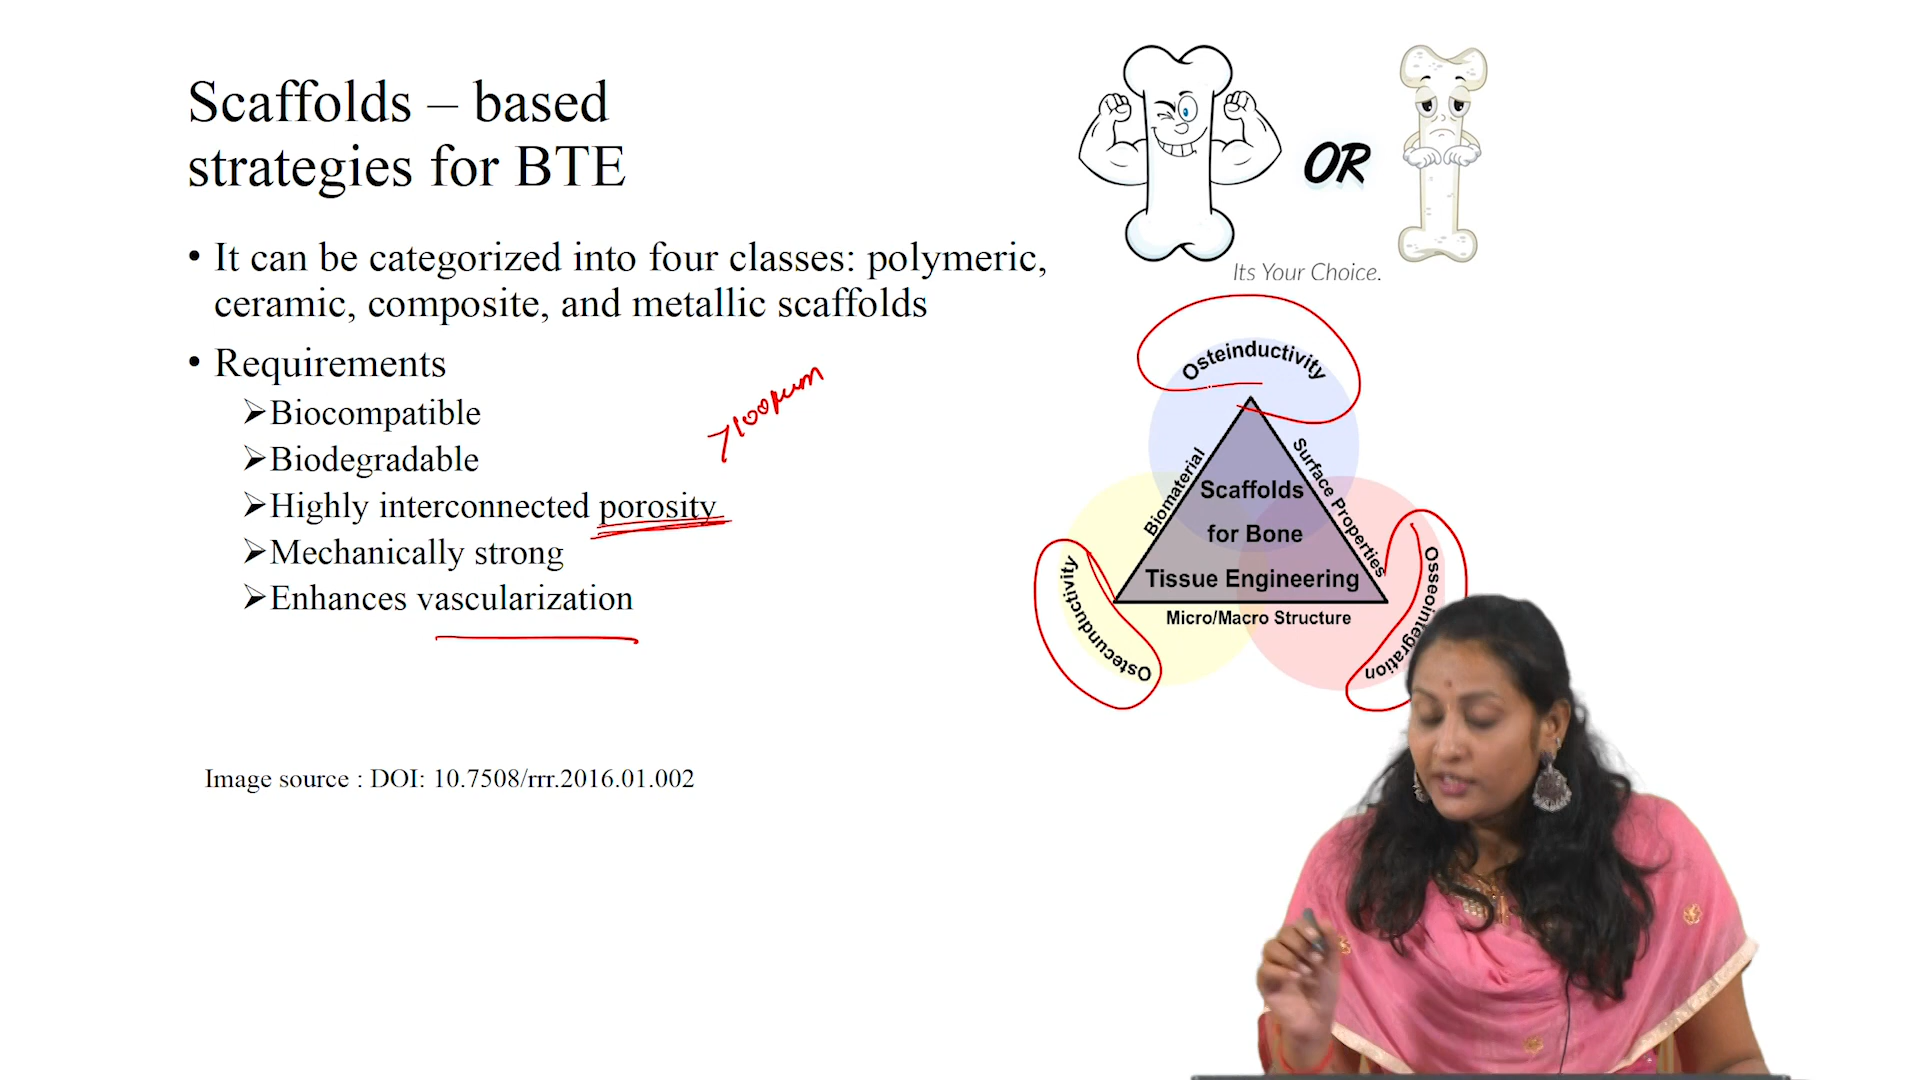 Scaffolds – based
strategies for BTE
• It can be categorized into four classes: polymeric,
ceramic, composite, and metallic scaffolds
• Requirements
➢Biocompatible
➢Biodegradable
➢Highly interconnected porosity
➢Mechanically strong
➢Enhances vascularization
>100µm
Image source : DOI: 10.7508/rrr.2016.01.002
OR
Its Your Choice.
Osteinductivity
Biomaterial
Surface Properties
Scaffolds
for Bone
Tissue Engineering
Micro/Macro Structure
Ostecunductivity
Osseointegration